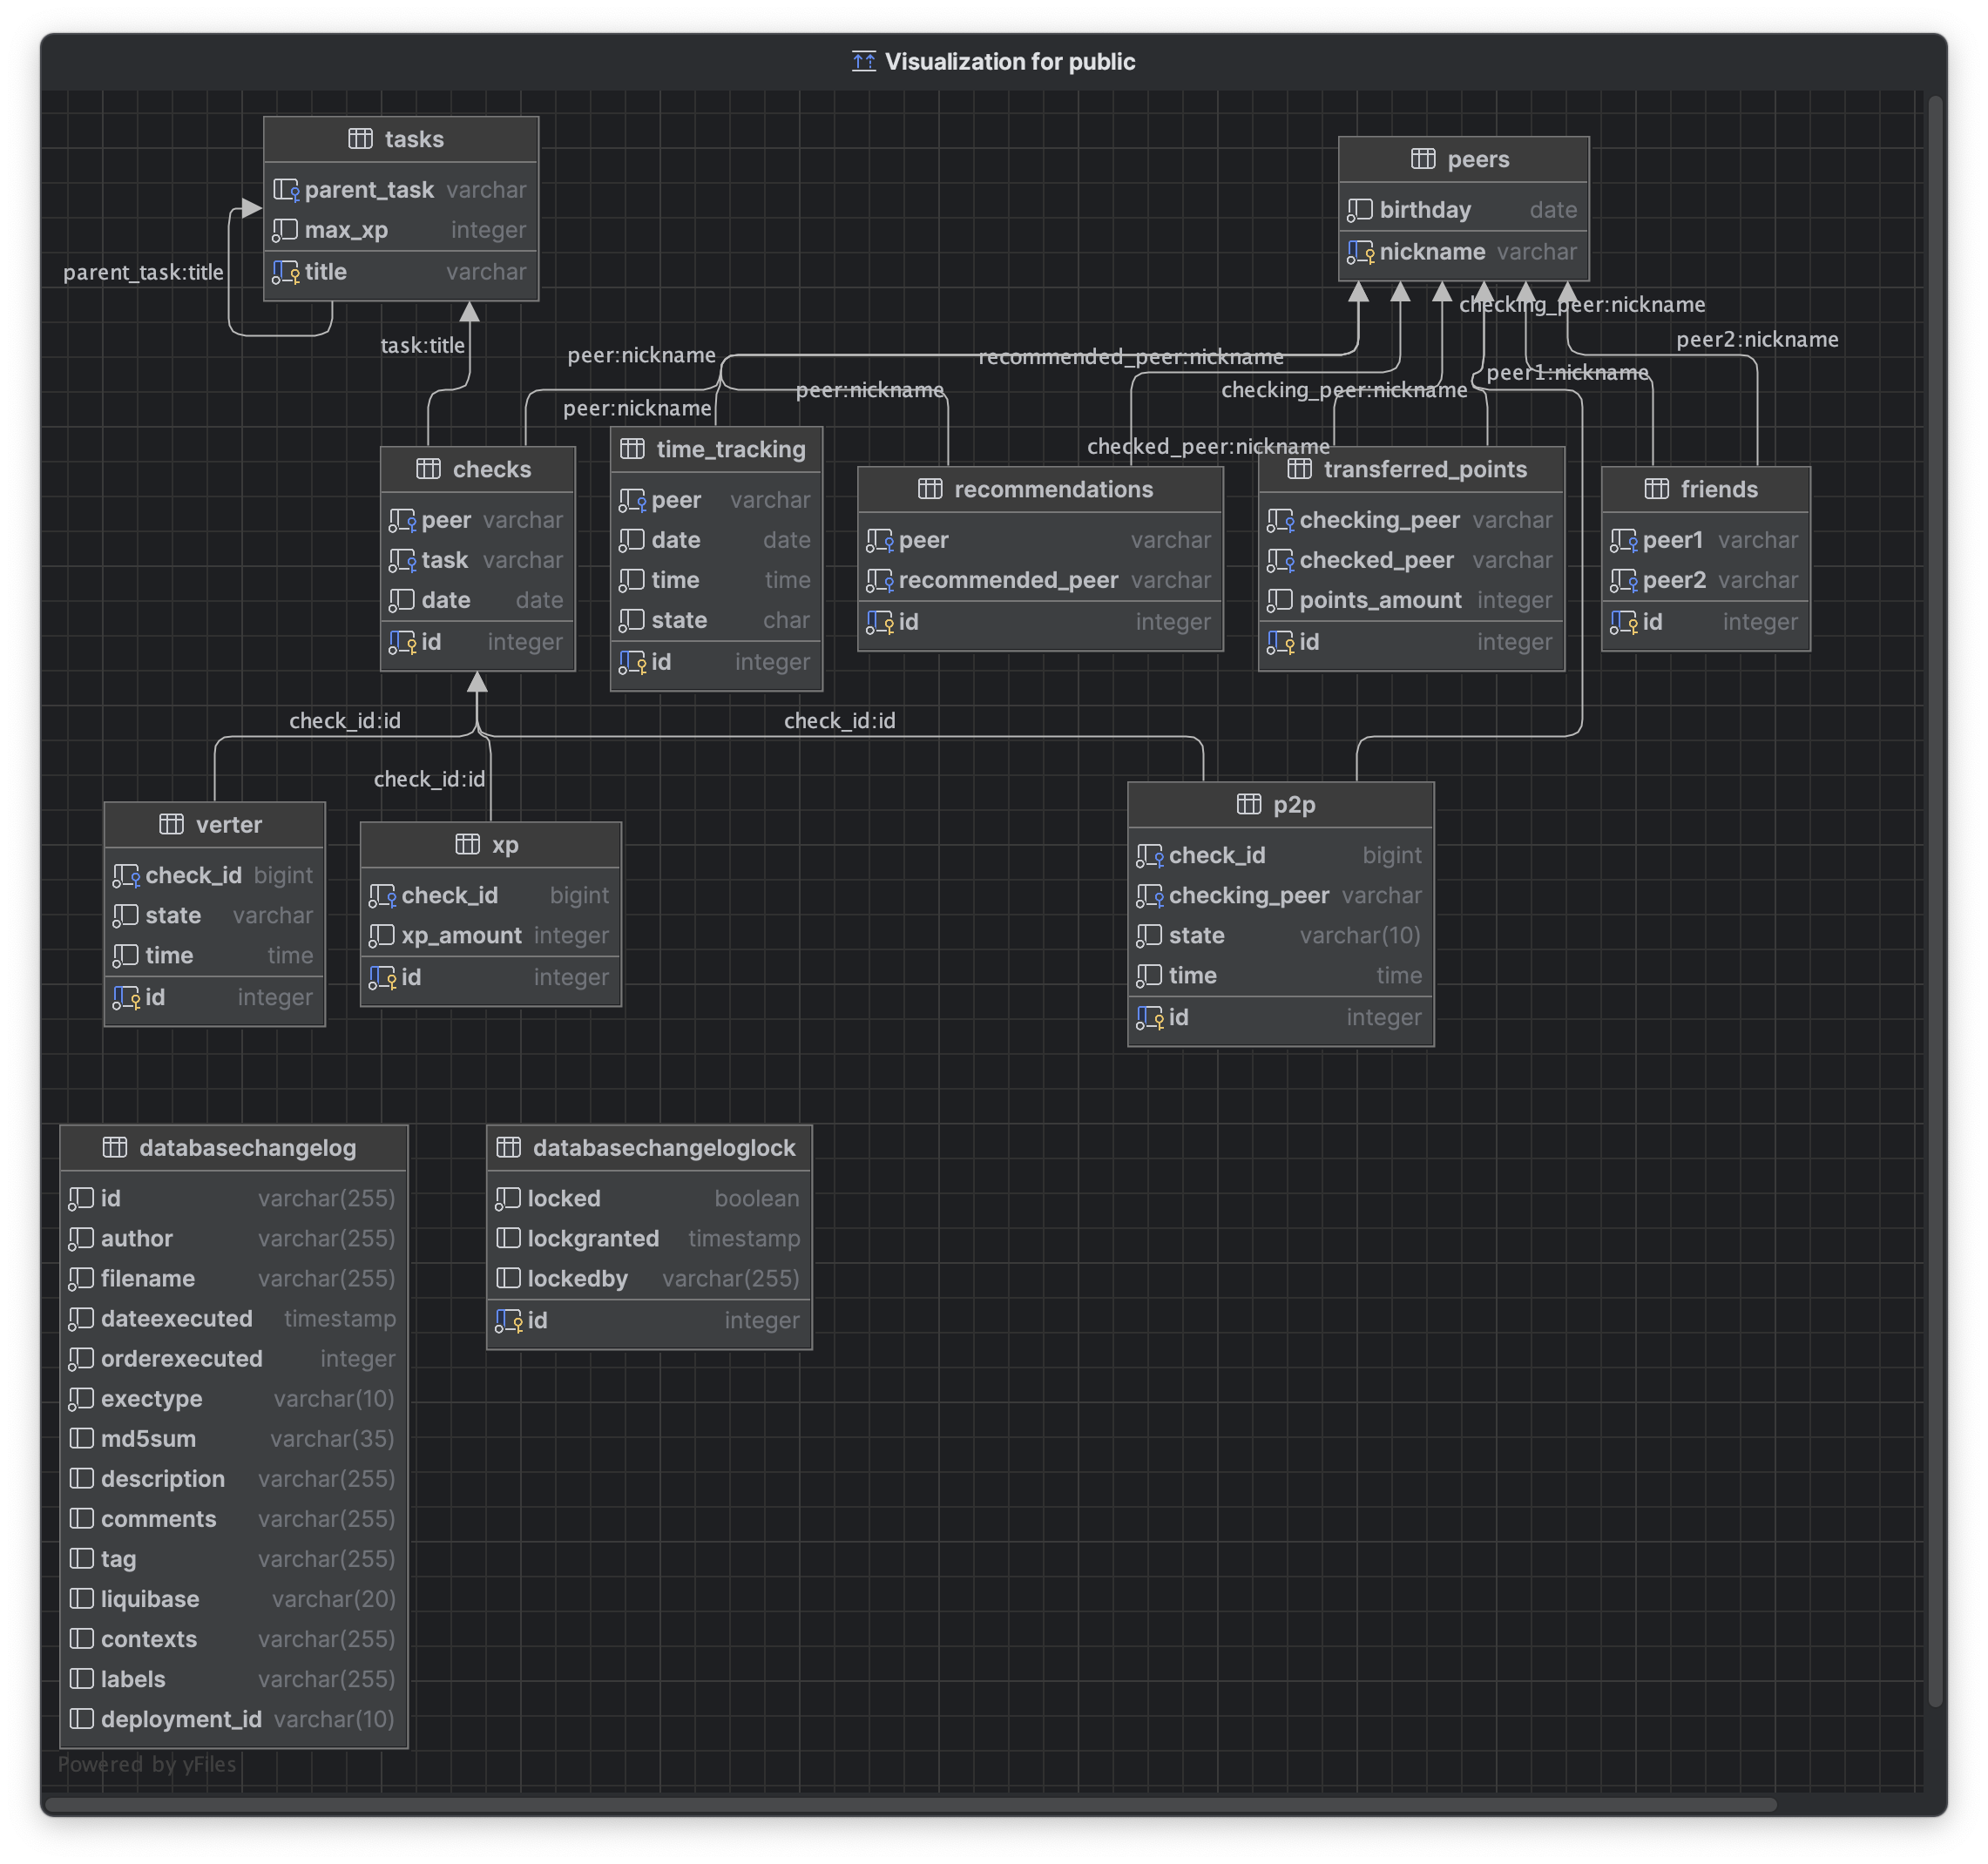 Visualization for public
tasks
parent_task varchar
max_xp integer
title varchar
peers
birthday date
nickname varchar
parent_task:title
task:title
peer:nickname
peer:nickname
peer:nickname
recommended_peer:nickname
checking_peer:nickname
checked_peer:nickname
checking_peer:nickname
peer1:nickname
peer2:nickname
checks
peer varchar
task varchar
date date
id integer
time_tracking
peer varchar
date date
time time
state char
id integer
recommendations
peer varchar
recommended_peer varchar
id integer
transferred_points
checking_peer varchar
checked_peer varchar
points_amount integer
id integer
friends
peer1 varchar
peer2 varchar
id integer
check_id:id
check_id:id
check_id:id
verter
check_id bigint
state varchar
time time
id integer
xp
check_id bigint
xp_amount integer
id integer
p2p
check_id bigint
checking_peer varchar
state varchar(10)
time time
id integer
databasechangelog
id varchar(255)
author varchar(255)
filename varchar(255)
dateexecuted timestamp
orderexecuted integer
exectype varchar(10)
md5sum varchar(35)
description varchar(255)
comments varchar(255)
tag varchar(255)
liquibase varchar(20)
contexts varchar(255)
labels varchar(255)
deployment_id varchar(10)
databasechangeloglock
locked boolean
lockgranted timestamp
lockedby varchar(255)
id integer
Powered by yFiles